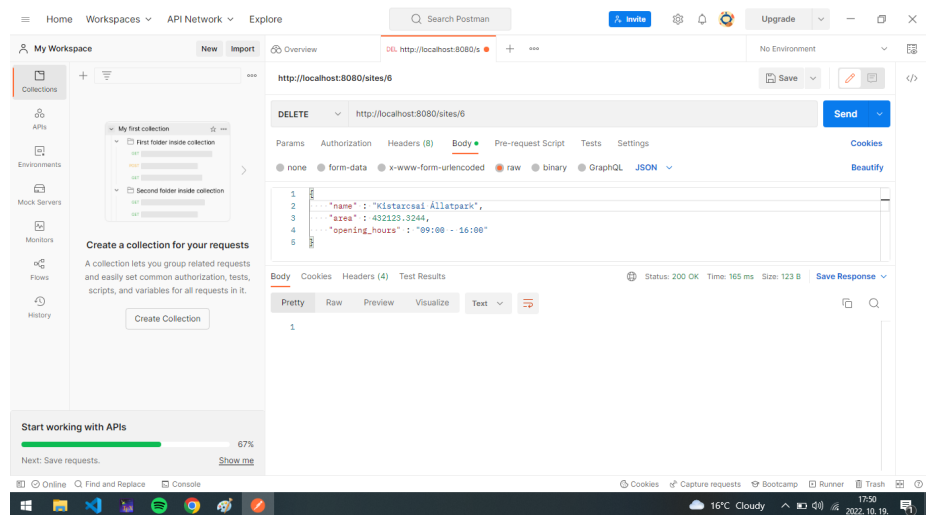 Home Workspaces API Network Explore Search Postman Invite Upgrade
My Workspace New Import Overview DEL http://localhost:8080/s No Environment
Collections
APIs
Environments
Mock Servers
Monitors
Flows
History
My first collection
First folder inside collection
GET
POST
GET
Second folder inside collection
GET
GET
Create a collection for your requests
A collection lets you group related requests
and easily set common authorization, tests,
scripts, and variables for all requests in it.
Create Collection
Start working with APIs
67%
Next: Save requests. Show me
http://localhost:8080/sites/6 Save
DELETE http://localhost:8080/sites/6 Send
Params Authorization Headers (8) Body Pre-request Script Tests Settings Cookies
none form-data x-www-form-urlencoded raw binary GraphQL JSON Beautify
1 {
2 "name" : "Kistarcsai Állatpark",
3 "area" : 432123.3244,
4 "opening_hours" : "09:00 - 16:00"
5 }
Body Cookies Headers (4) Test Results Status: 200 OK Time: 165 ms Size: 123 B Save Response
Pretty Raw Preview Visualize Text
1
Online Find and Replace Console Cookies Capture requests Bootcamp Runner Trash
16°C Cloudy 17:50
2022. 10. 19.